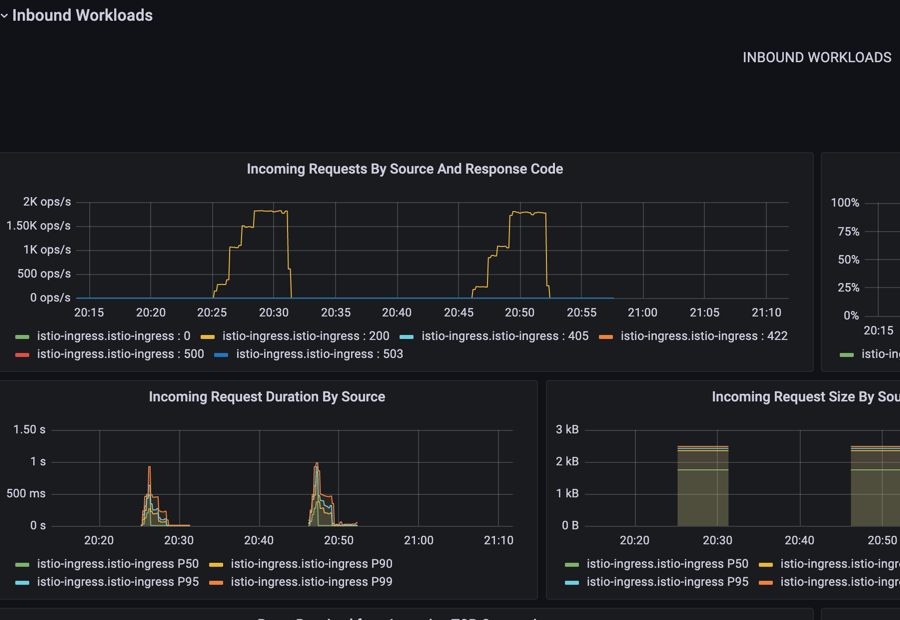 Inbound Workloads
INBOUND WORKLOADS
Incoming Requests By Source And Response Code
2K ops/s
1.50K ops/s
1K ops/s
500 ops/s
0 ops/s
20:15 20:20 20:25 20:30 20:35 20:40 20:45 20:50 20:55 21:00 21:05 21:10
istio-ingress.istio-ingress : 0 istio-ingress.istio-ingress : 200 istio-ingress.istio-ingress : 405 istio-ingress.istio-ingress : 422
istio-ingress.istio-ingress : 500 istio-ingress.istio-ingress : 503
100%
75%
50%
25%
0%
20:15
istio-in
Incoming Request Duration By Source
1.50 s
1 s
500 ms
0 s
20:20 20:30 20:40 20:50 21:00 21:10
istio-ingress.istio-ingress P50 istio-ingress.istio-ingress P90
istio-ingress.istio-ingress P95 istio-ingress.istio-ingress P99
Incoming Request Size By Sou
3 kB
2 kB
1 kB
0 B
20:20 20:30 20:40 20:50
istio-ingress.istio-ingress P50 istio-ingress.istio-ingr
istio-ingress.istio-ingress P95 istio-ingress.istio-ingr